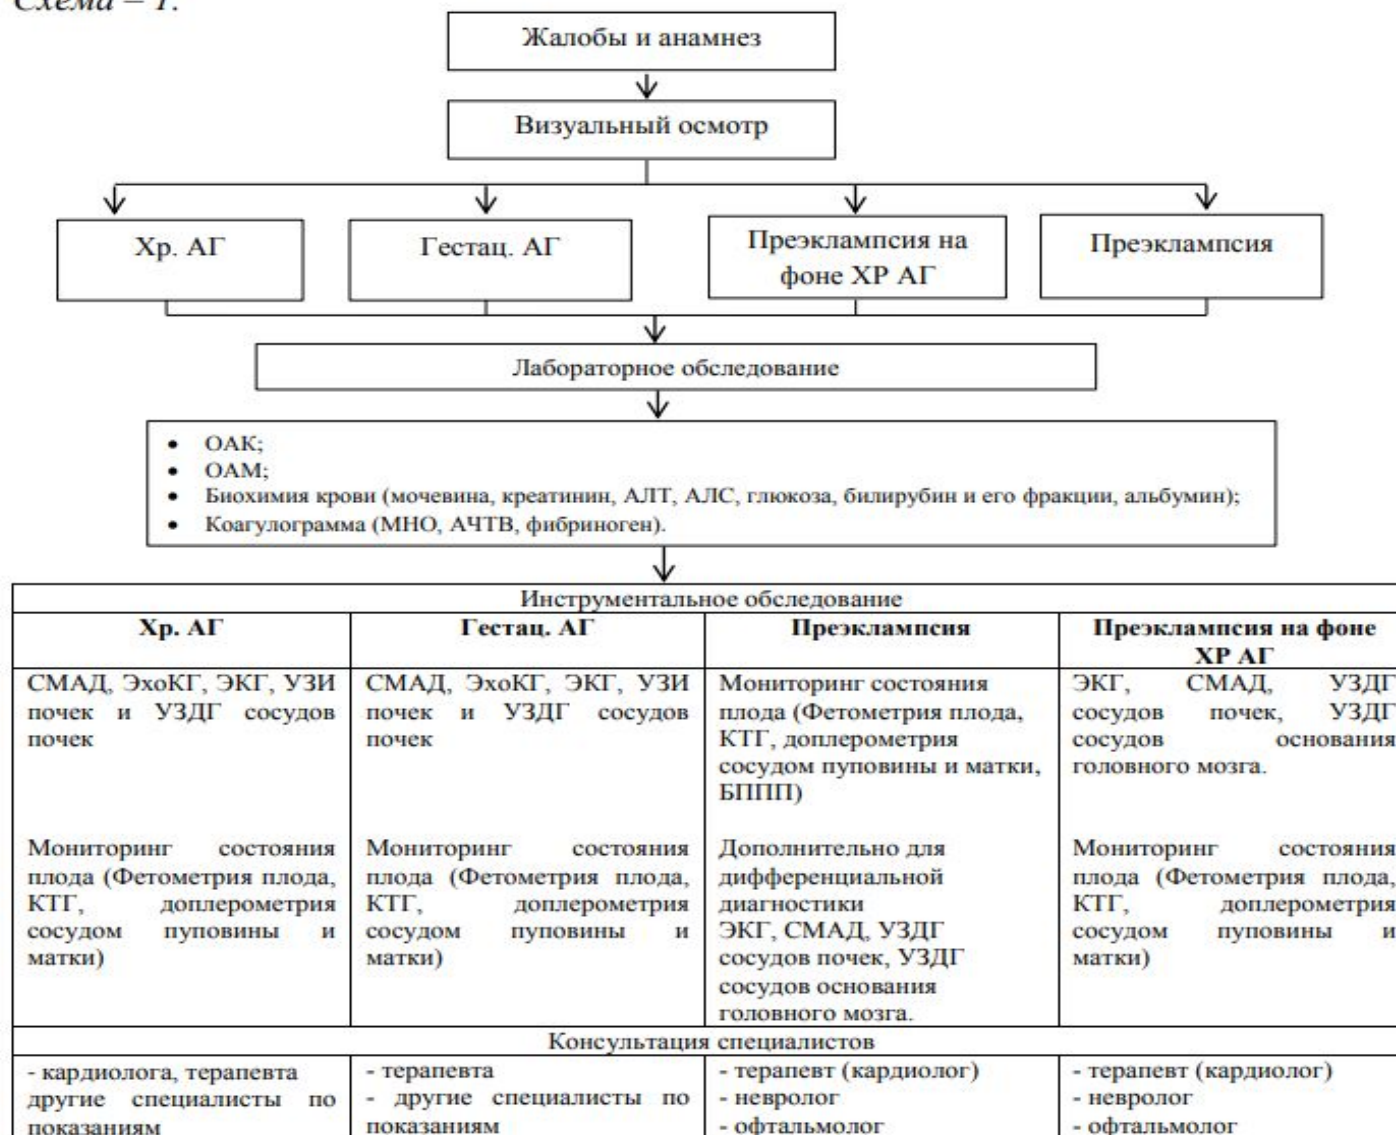 Схема – 1.
Жалобы и анамнез
Визуальный осмотр
Хр. АГ
Гестац. АГ
Преэклампсия на
фоне ХР АГ
Преэклампсия
Лабораторное обследование
• ОАК;
• ОАМ;
• Биохимия крови (мочевина, креатинин, АЛТ, АЛС, глюкоза, билирубин и его фракции, альбумин);
• Коагулограмма (МНО, АЧТВ, фибриноген).
Инструментальное обследование
Хр. АГ
Гестац. АГ
Преэклампсия
Преэклампсия на фоне
ХР АГ
СМАД, ЭхоКГ, ЭКГ, УЗИ
почек и УЗДГ сосудов
почек
Мониторинг состояния
плода (Фетометрия плода,
КТГ, доплерометрия
сосудом пуповины и
матки)
СМАД, ЭхоКГ, ЭКГ, УЗИ
почек и УЗДГ сосудов
почек
Мониторинг состояния
плода (Фетометрия плода,
КТГ, доплерометрия
сосудом пуповины и
матки)
Мониторинг состояния
плода (Фетометрия плода,
КТГ, доплерометрия
сосудом пуповины и матки,
БППП)
Дополнительно для
дифференциальной
диагностики
ЭКГ, СМАД, УЗДГ
сосудов почек, УЗДГ
сосудов основания
головного мозга.
ЭКГ, СМАД, УЗДГ
сосудов почек, УЗДГ
сосудов основания
головного мозга.
Мониторинг состояния
плода (Фетометрия плода,
КТГ, доплерометрия
сосудом пуповины и
матки)
Консультация специалистов
- кардиолога, терапевта
другие специалисты по
показаниям
- терапевта
- другие специалисты по
показаниям
- терапевт (кардиолог)
- невролог
- офтальмолог
- терапевт (кардиолог)
- невролог
- офтальмолог